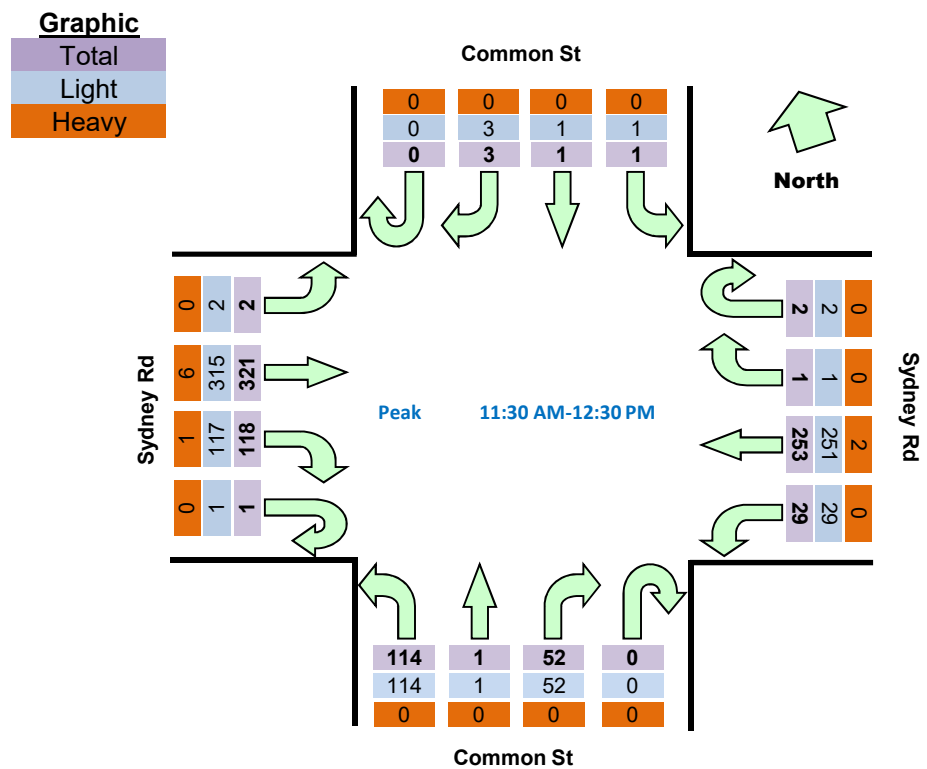 Graphic
Total
Light
Heavy
Common St
0 0 0 0
0 3 1 1
0 3 1 1
North
Sydney Rd
0 2 2
6 315 321
1 117 118
0 1 1
Peak 11:30 AM-12:30 PM
2 2 0
1 1 0
253 251 2
29 29 0
Sydney Rd
114 1 52 0
114 1 52 0
0 0 0 0
Common St